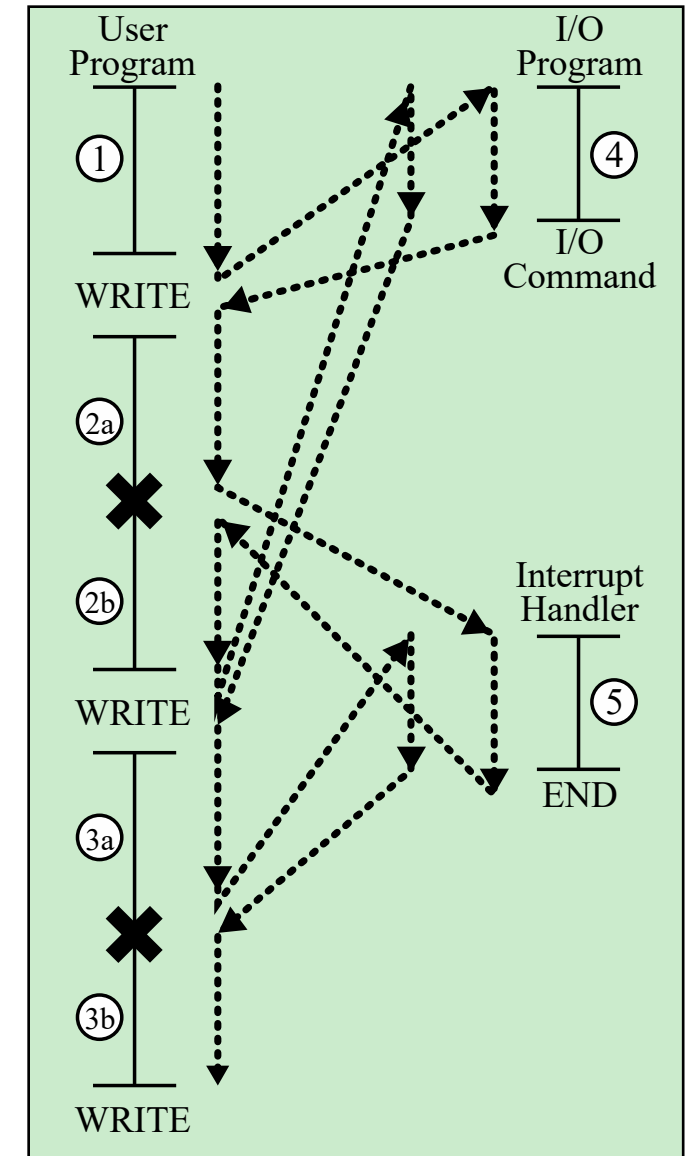 User
Program
I/O
Program
1
4
I/O
Command
WRITE
2a
2b
Interrupt
Handler
WRITE
5
END
3a
3b
WRITE